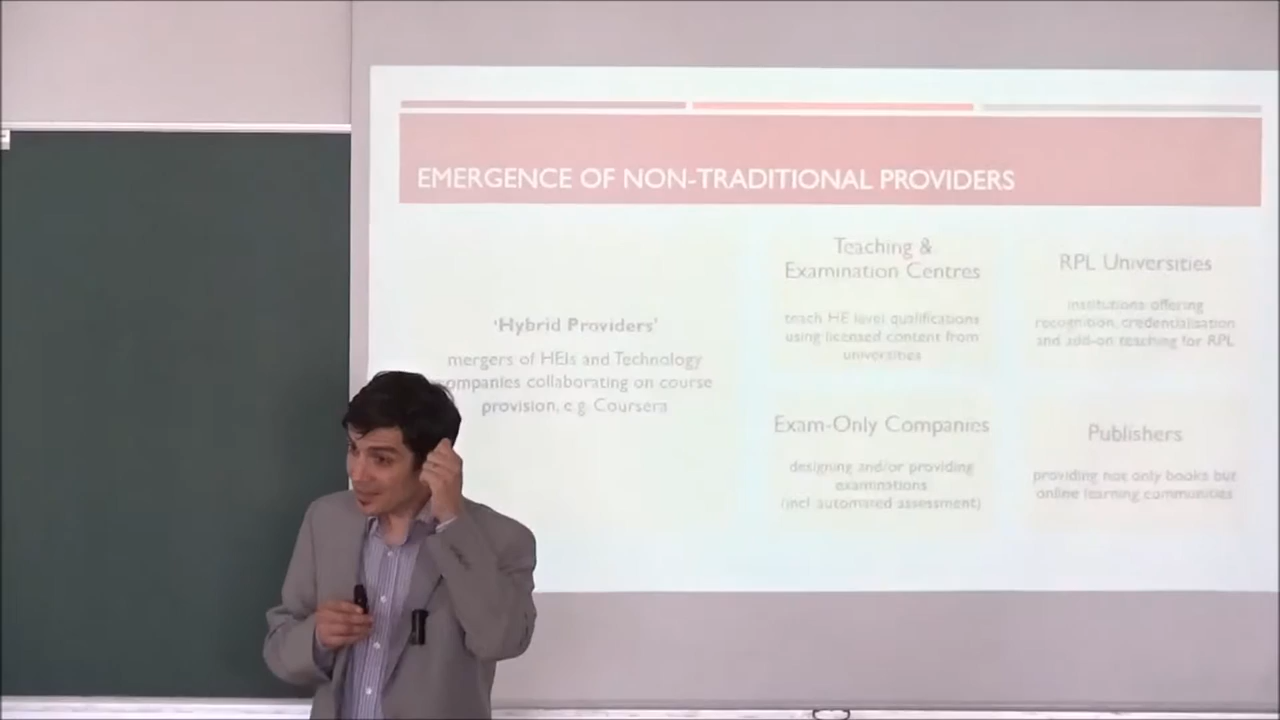 EMERGENCE OF NON-TRADITIONAL PROVIDERS
'Hybrid Providers'
mergers of HEIs and Technology
companies collaborating on course
provision, e.g. Coursera
Teaching &
Examination Centres
teach HE level qualifications
using licensed content from
universities
Exam-Only Companies
designing and/or providing
examinations
(incl automated assessment)
RPL Universities
institutions offering
recognition, credentialisation
and add-on teaching for RPL
Publishers
providing not only books but
online learning communities